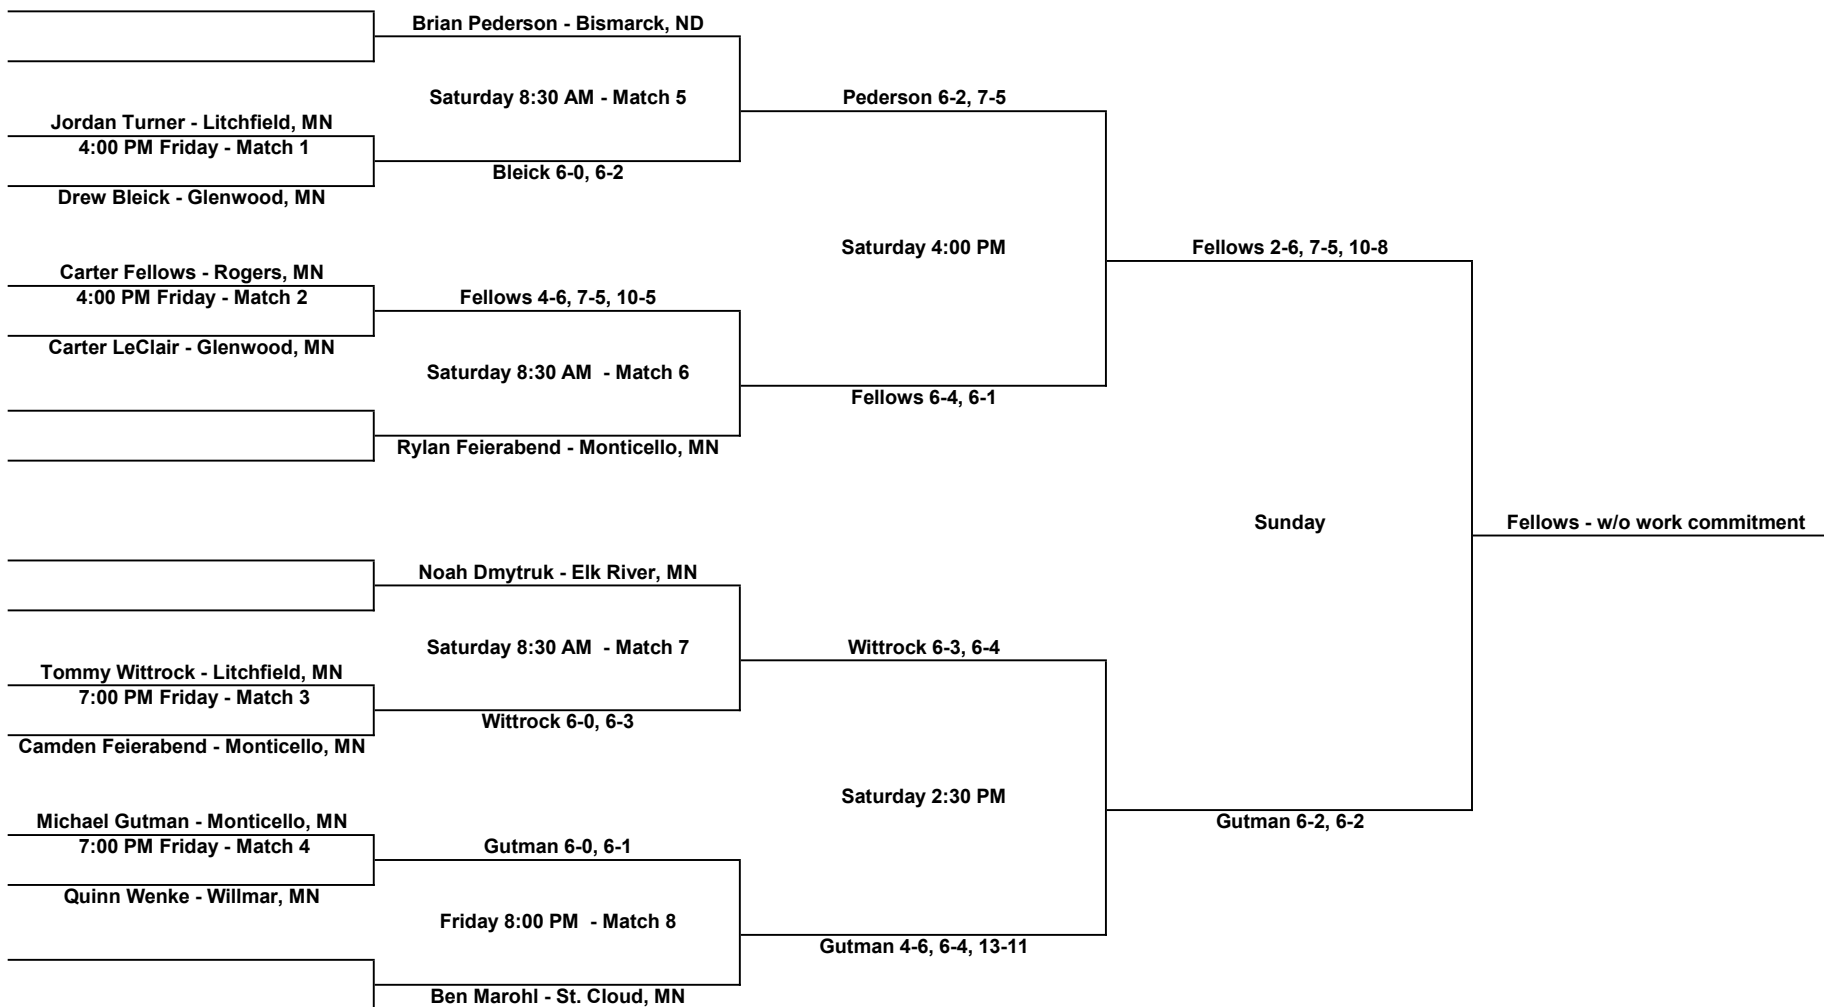 Brian Pederson - Bismarck, ND
Saturday 8:30 AM - Match 5
Pederson 6-2, 7-5
Jordan Turner - Litchfield, MN
4:00 PM Friday - Match 1
Bleick 6-0, 6-2
Drew Bleick - Glenwood, MN
Saturday 4:00 PM
Fellows 2-6, 7-5, 10-8
Carter Fellows - Rogers, MN
4:00 PM Friday - Match 2
Fellows 4-6, 7-5, 10-5
Carter LeClair - Glenwood, MN
Saturday 8:30 AM  - Match 6
Fellows 6-4, 6-1
Rylan Feierabend - Monticello, MN
Sunday
Fellows - w/o work commitment
Noah Dmytruk - Elk River, MN
Saturday 8:30 AM  - Match 7
Wittrock 6-3, 6-4
Tommy Wittrock - Litchfield, MN
7:00 PM Friday - Match 3
Wittrock 6-0, 6-3
Camden Feierabend - Monticello, MN
Saturday 2:30 PM
Michael Gutman - Monticello, MN
Gutman 6-2, 6-2
7:00 PM Friday - Match 4
Gutman 6-0, 6-1
Quinn Wenke - Willmar, MN
Friday 8:00 PM  - Match 8
Gutman 4-6, 6-4, 13-11
Ben Marohl - St. Cloud, MN